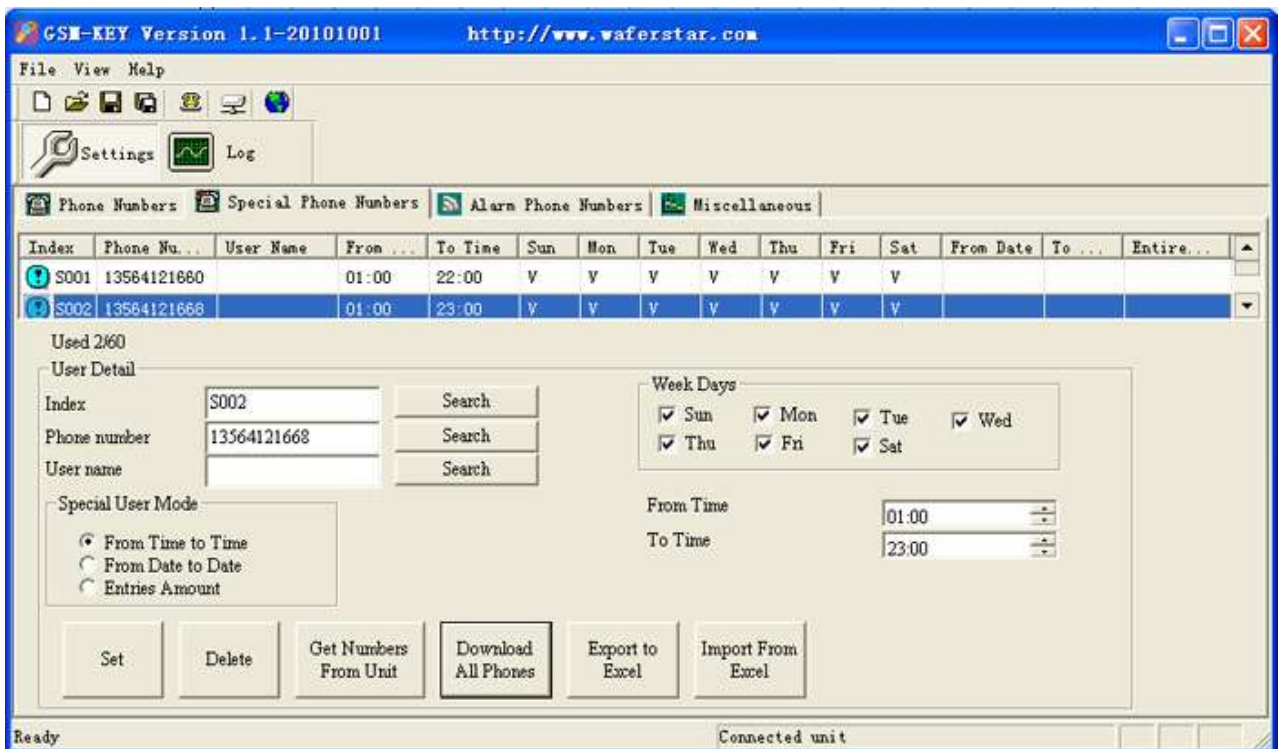 GSM-KEY Version 1.1-20101001 http://www.waferstar.com
File View Help
Settings Log
Phone Numbers Special Phone Numbers Alarm Phone Numbers Miscellaneous
Index Phone Nu... User Name From ... To Time Sun Mon Tue Wed Thu Fri Sat From Date To ... Entire...
S001 13564121660 01:00 22:00 V V V V V V V
S002 13564121668 01:00 23:00 V V V V V V V
Used 2/60
User Detail
Index S002 Search
Phone number 13564121668 Search
User name Search
Week Days
Sun Mon Tue Wed
Thu Fri Sat
Special User Mode
From Time to Time
From Date to Date
Entries Amount
From Time 01:00
To Time 23:00
Set Delete Get Numbers From Unit Download All Phones Export to Excel Import From Excel
Ready Connected unit